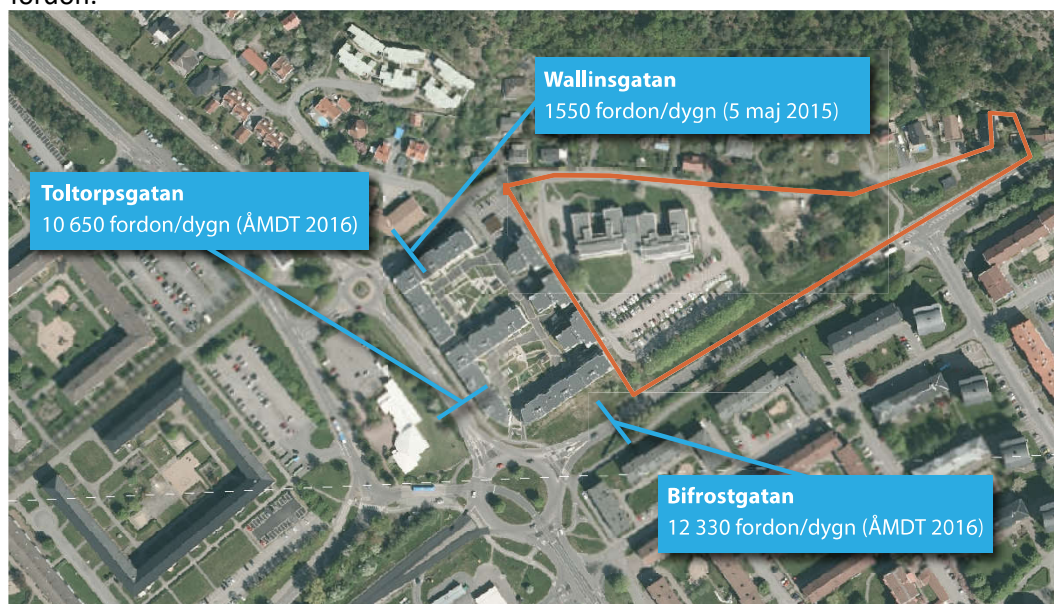 fordon.
Wallinsgatan
1550 fordon/dygn (5 maj 2015)
Toltorpsgatan
10 650 fordon/dygn (ÅMDT 2016)
Bifrostgatan
12 330 fordon/dygn (ÅMDT 2016)